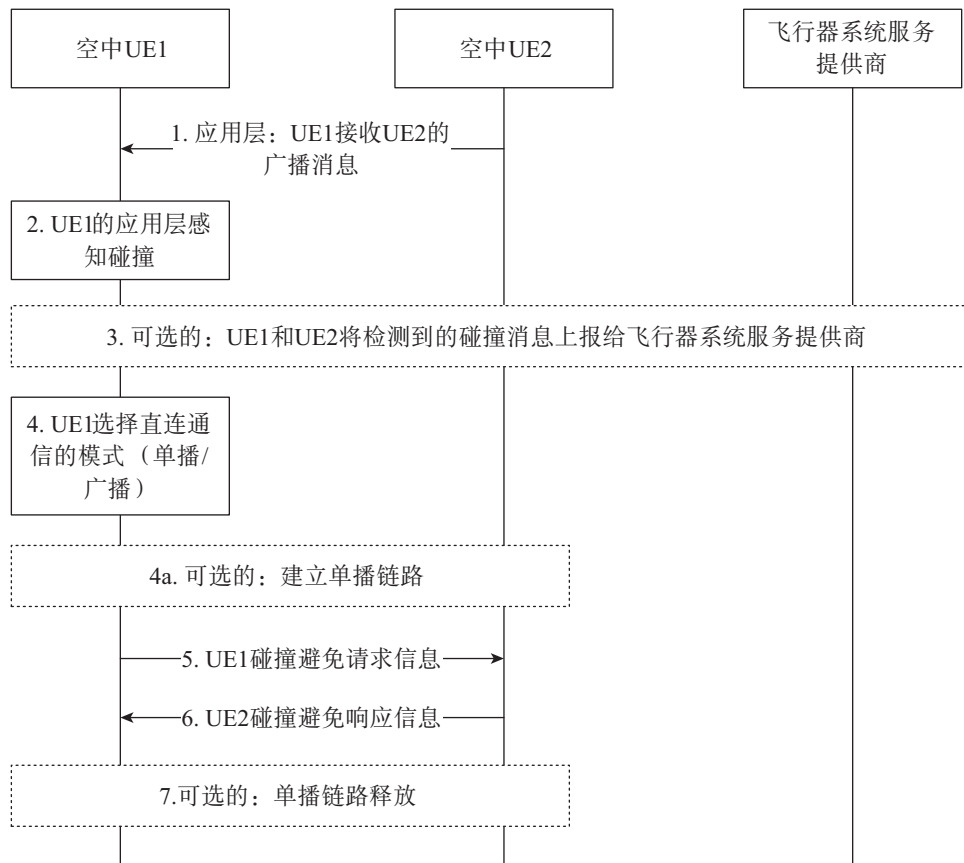 空中UE1
空中UE2
飞行器系统服务
提供商
1. 应用层：UE1接收UE2的
广播消息
2. UE1的应用层感
知碰撞
3. 可选的：UE1和UE2将检测到的碰撞消息上报给飞行器系统服务提供商
4. UE1选择直连通
信的模式（单播/
广播）
4a. 可选的：建立单播链路
5. UE1碰撞避免请求信息
6. UE2碰撞避免响应信息
7.可选的：单播链路释放